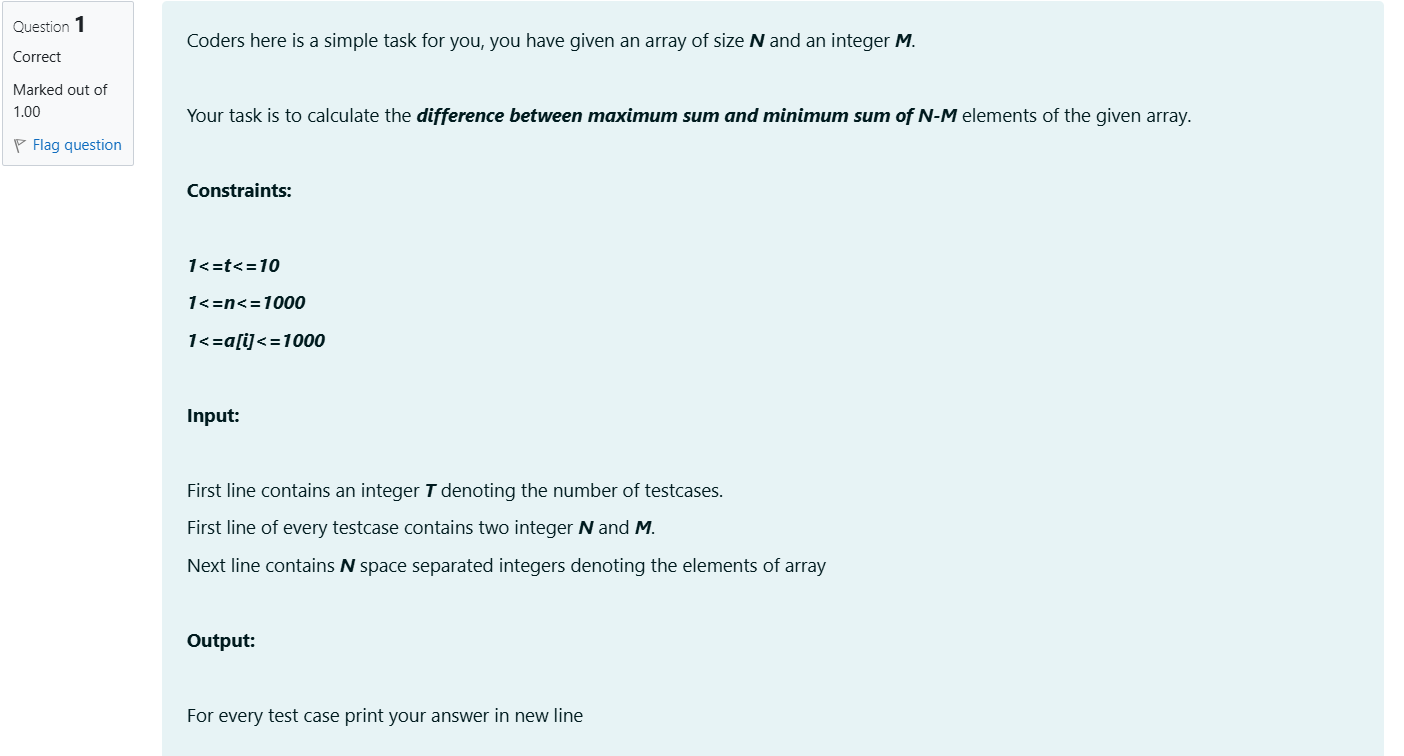 Question 1
Correct
Marked out of
1.00
Flag question
Coders here is a simple task for you, you have given an array of size N and an integer M.
Your task is to calculate the difference between maximum sum and minimum sum of N-M elements of the given array.
Constraints:
1<=t<=10
1<=n<=1000
1<=a[i]<=1000
Input:
First line contains an integer T denoting the number of testcases.
First line of every testcase contains two integer N and M.
Next line contains N space separated integers denoting the elements of array
Output:
For every test case print your answer in new line